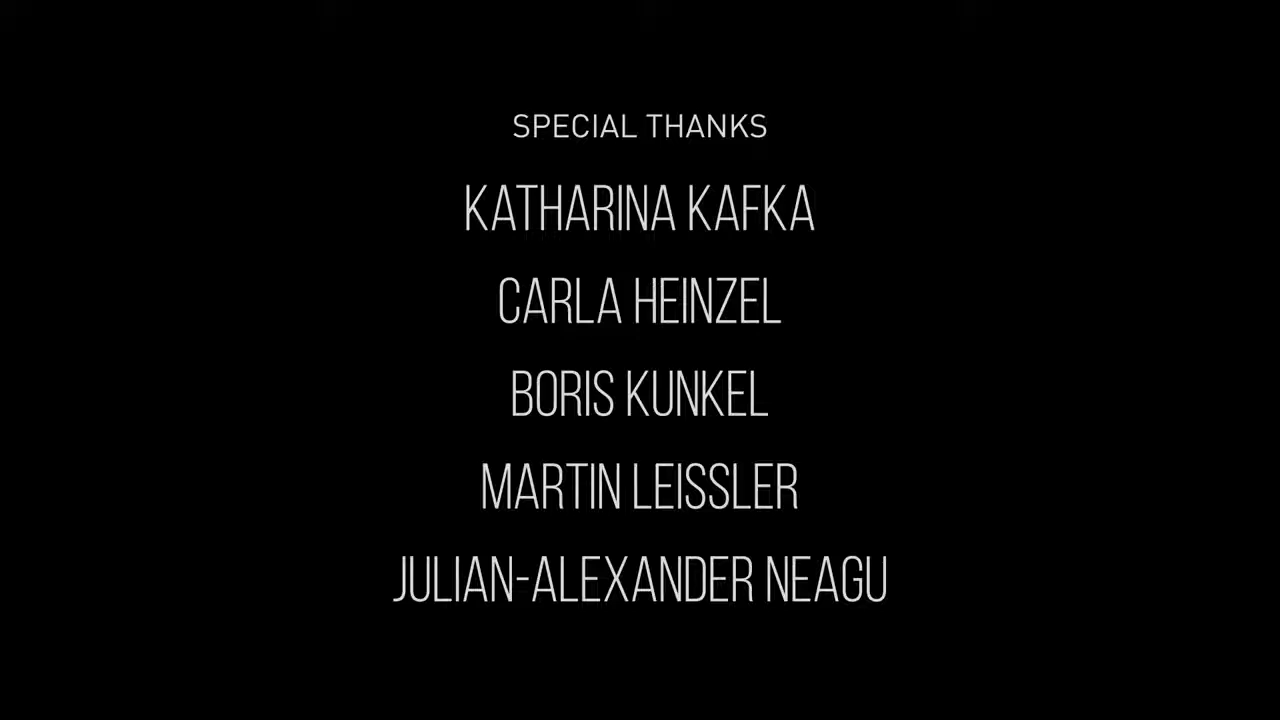 SPECIAL THANKS
KATHARINA KAFKA
CARLA HEINZEL
BORIS KUNKEL
MARTIN LEISSLER
JULIAN-ALEXANDER NEAGU